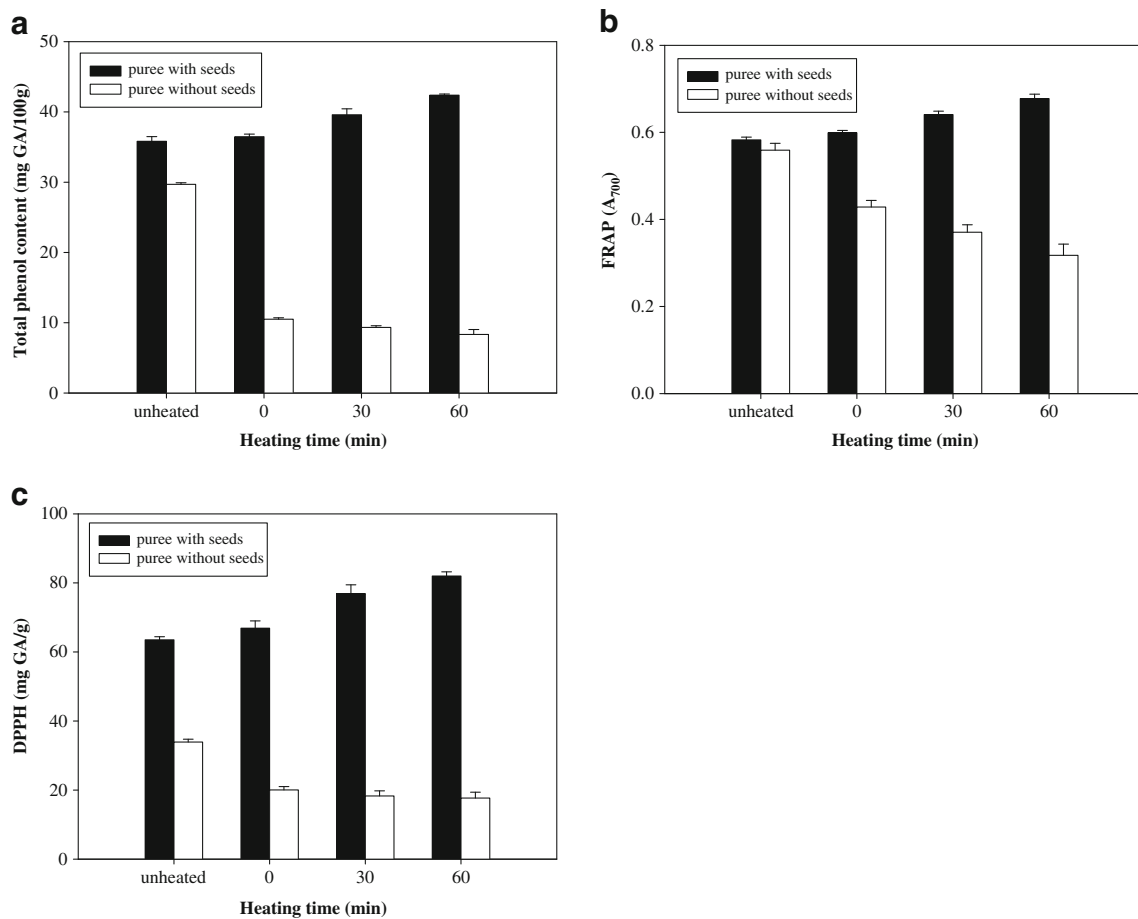 a
50
40
30
20
10
0
Total phenol content (mg GA/100g)
puree with seeds
puree without seeds
unheated 0 30 60
Heating time (min)
b
0.8
0.6
0.4
0.2
0.0
FRAP (A700)
puree with seeds
puree without seeds
unheated 0 30 60
Heating time (min)
c
100
80
60
40
20
0
DPPH (mg GA/g)
puree with seeds
puree without seeds
unheated 0 30 60
Heating time (min)